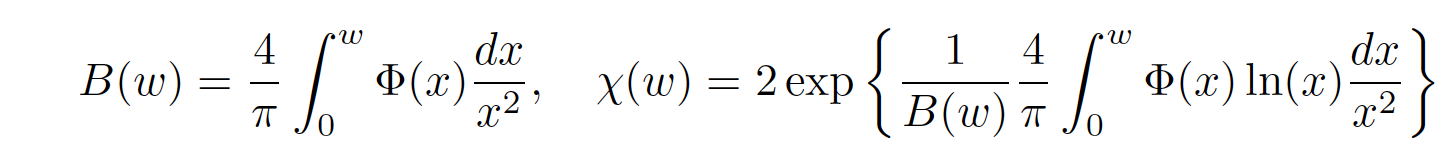 B(w) = \frac{4}{\pi} \int_0^w \Phi(x) \frac{dx}{x^2}, \quad \chi(w) = 2 \exp \left\{ \frac{1}{B(w)} \frac{4}{\pi} \int_0^w \Phi(x) \ln(x) \frac{dx}{x^2} \right\}